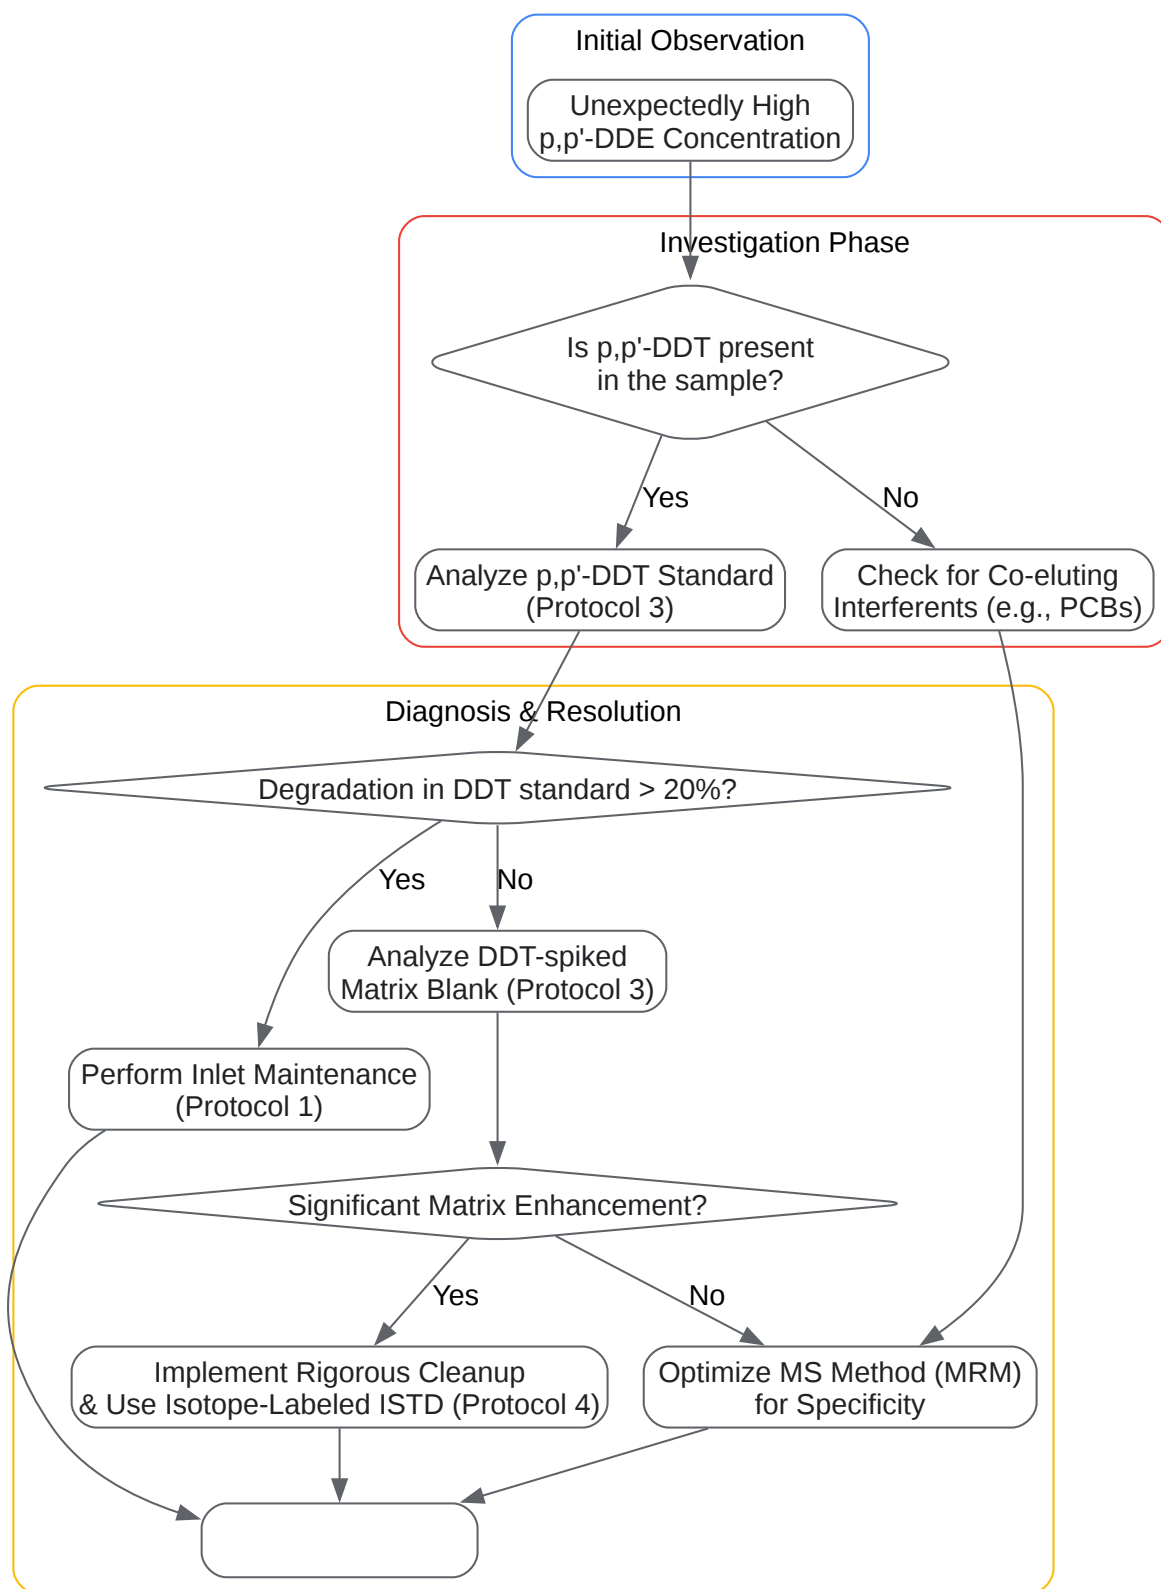 Initial Observation
Unexpectedly High
p,p'-DDE Concentration
Investigation Phase
Is p,p'-DDT present
in the sample?
Yes
No
Analyze p,p'-DDT Standard
(Protocol 3)
Check for Co-eluting
Interferents (e.g., PCBs)
Diagnosis & Resolution
Degradation in DDT standard > 20%?
Yes
No
Analyze DDT-spiked
Matrix Blank (Protocol 3)
Perform Inlet Maintenance
(Protocol 1)
Significant Matrix Enhancement?
Yes
No
Implement Rigorous Cleanup
& Use Isotope-Labeled ISTD (Protocol 4)
Optimize MS Method (MRM)
for Specificity